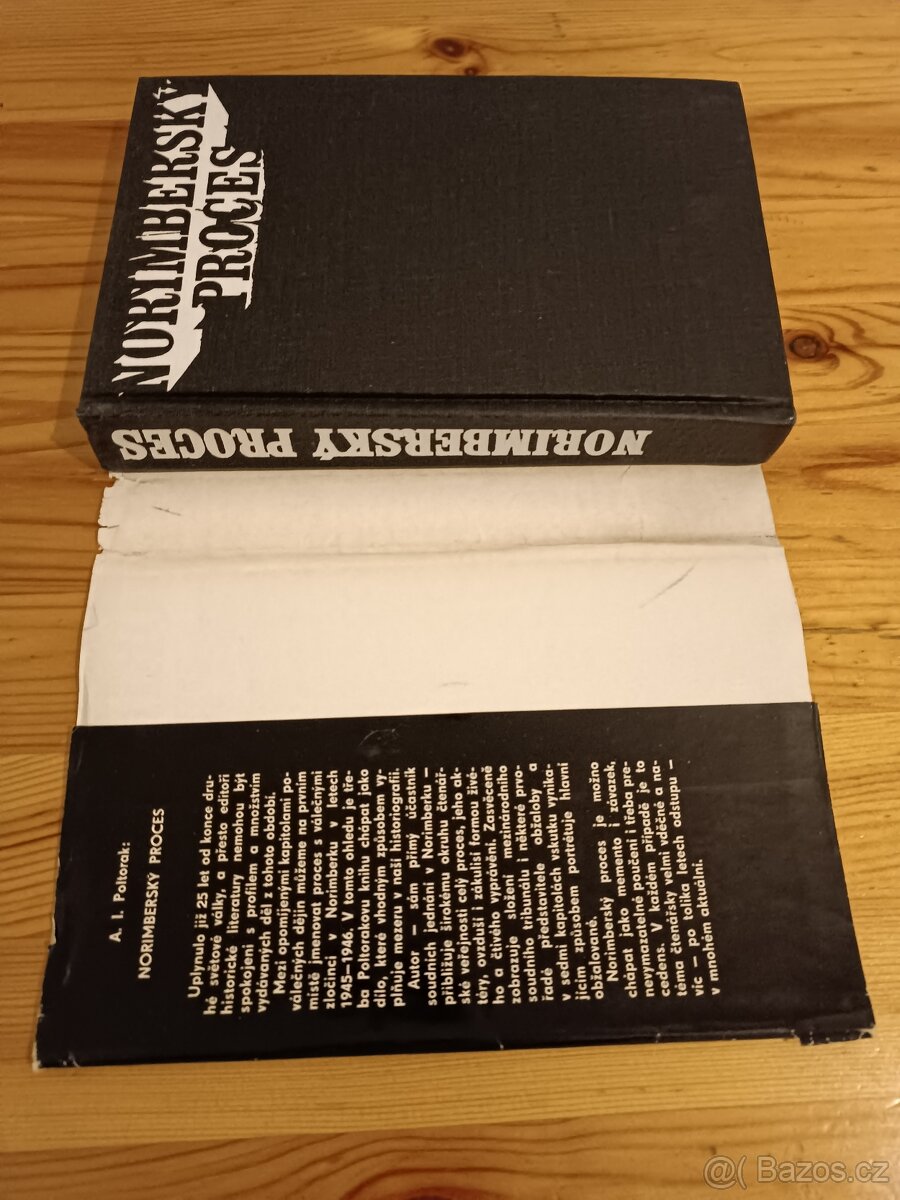 NORIMBERSKÝ
PROCES
NORIMBERSKÝ PROCES
A. I. Poltorak:
NORIMBERSKÝ PROCES
Uplynulo již 25 let od konce dru-
hé světové války, a přesto editoři
historické literatury nemohou být
spokojeni s profilem a množstvím
vydávaných děl z tohoto období.
Mezi opomíjenými kapitolami po-
válečných dějin můžeme na prvním
místě jmenovat proces s válečnými
zločinci v Norimberku v letech
1945–1946. V tomto ohledu je tře-
ba Poltorakovu knihu chápat jako
dílo, které vhodným způsobem vy-
plňuje mezeru v naší historiografii.
Autor – sám přímý účastník
soudních jednání v Norimberku –
přibližuje širokému okruhu čtenář-
ské veřejnosti celý proces, jeho ak-
téry, ovzduší i zákulisí formou živé-
ho a čtivého vyprávění. Zasvěceně
zobrazuje složení mezinárodního
soudního tribunálu i některé pro-
řadé představitele obžaloby a
v sedmi kapitolách vskutku vynika-
jícím způsobem portrétuje hlavní
obžalované.
Norimberský proces je možno
chápat jako memento i závazek,
nevymazatelné poučení i třeba pre-
cedens. V každém případě je to
téma čtenářsky velmi vděčné a na-
víc – po tolika letech odstupu –
v mnohém aktuální.
@( Bazos.cz